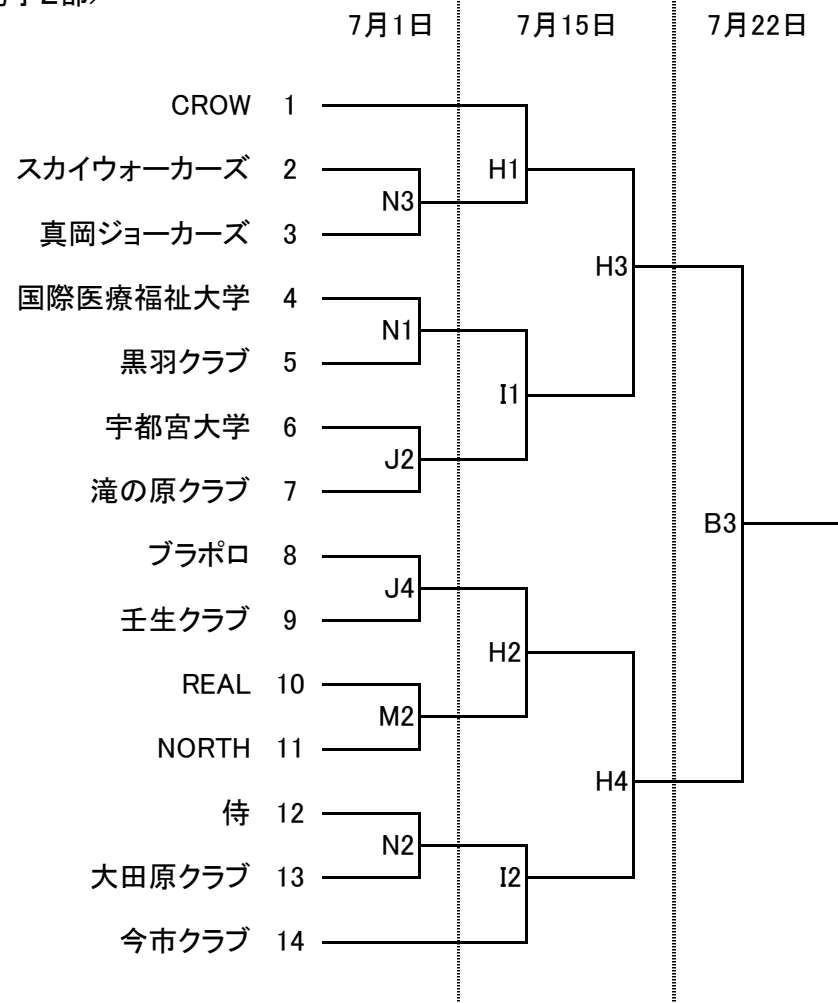 7月1日 7月15日 7月22日
CROW 1
H1
スカイウォーカーズ 2
N3
真岡ジョーカーズ 3
H3
国際医療福祉大学 4
N1
黒羽クラブ 5
I1
宇都宮大学 6
J2
滝の原クラブ 7
B3
ブラポロ 8
J4
壬生クラブ 9
H2
REAL 10
M2
NORTH 11
H4
侍 12
N2
大田原クラブ 13
I2
今市クラブ 14